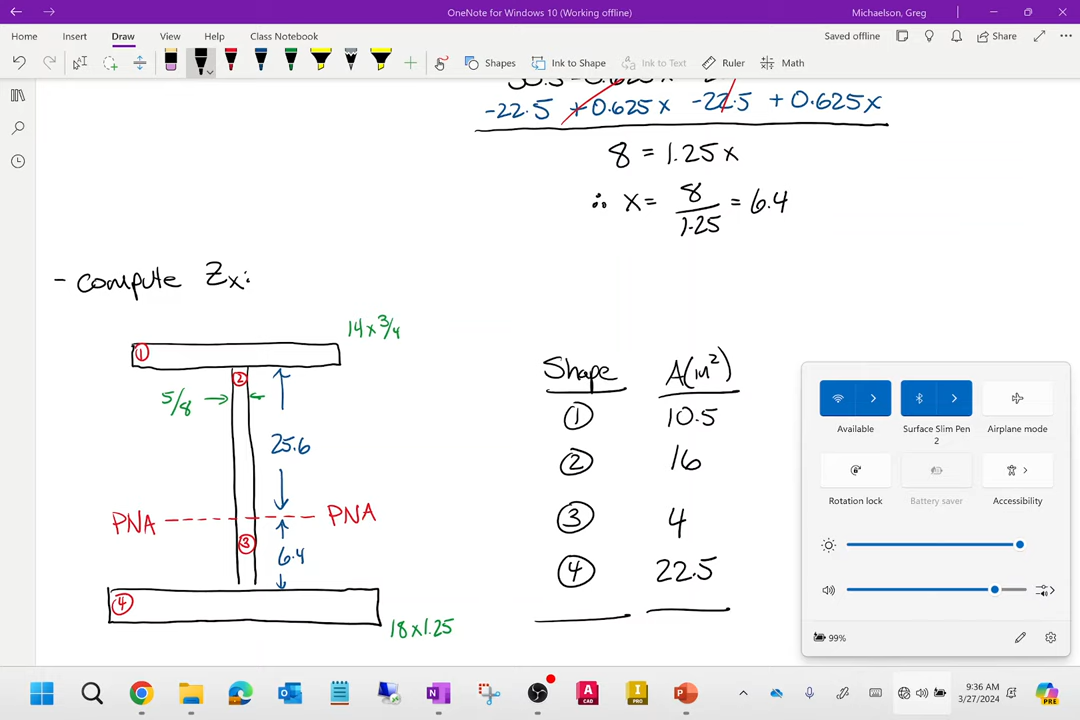 OneNote for Windows 10 (Working offline)
Michaelson, Greg
Home Insert Draw View Help Class Notebook
Saved offline
Share
Shapes
Ink to Shape
Ink to Text
Ruler
Math
-22.5 +0.625x -22.5 + 0.625x
8 = 1.25x
∴ x = 8/1.25 = 6.4
- compute Zx:
14 x 3/4
①
②
5/8
25.6
PNA PNA
③
6.4
④
18 x 1.25
Shape A(in²)
① 10.5
② 16
③ 4
④ 22.5
Available
Surface Slim Pen 2
Airplane mode
Rotation lock
Battery saver
Accessibility
99%
9:36 AM
3/27/2024